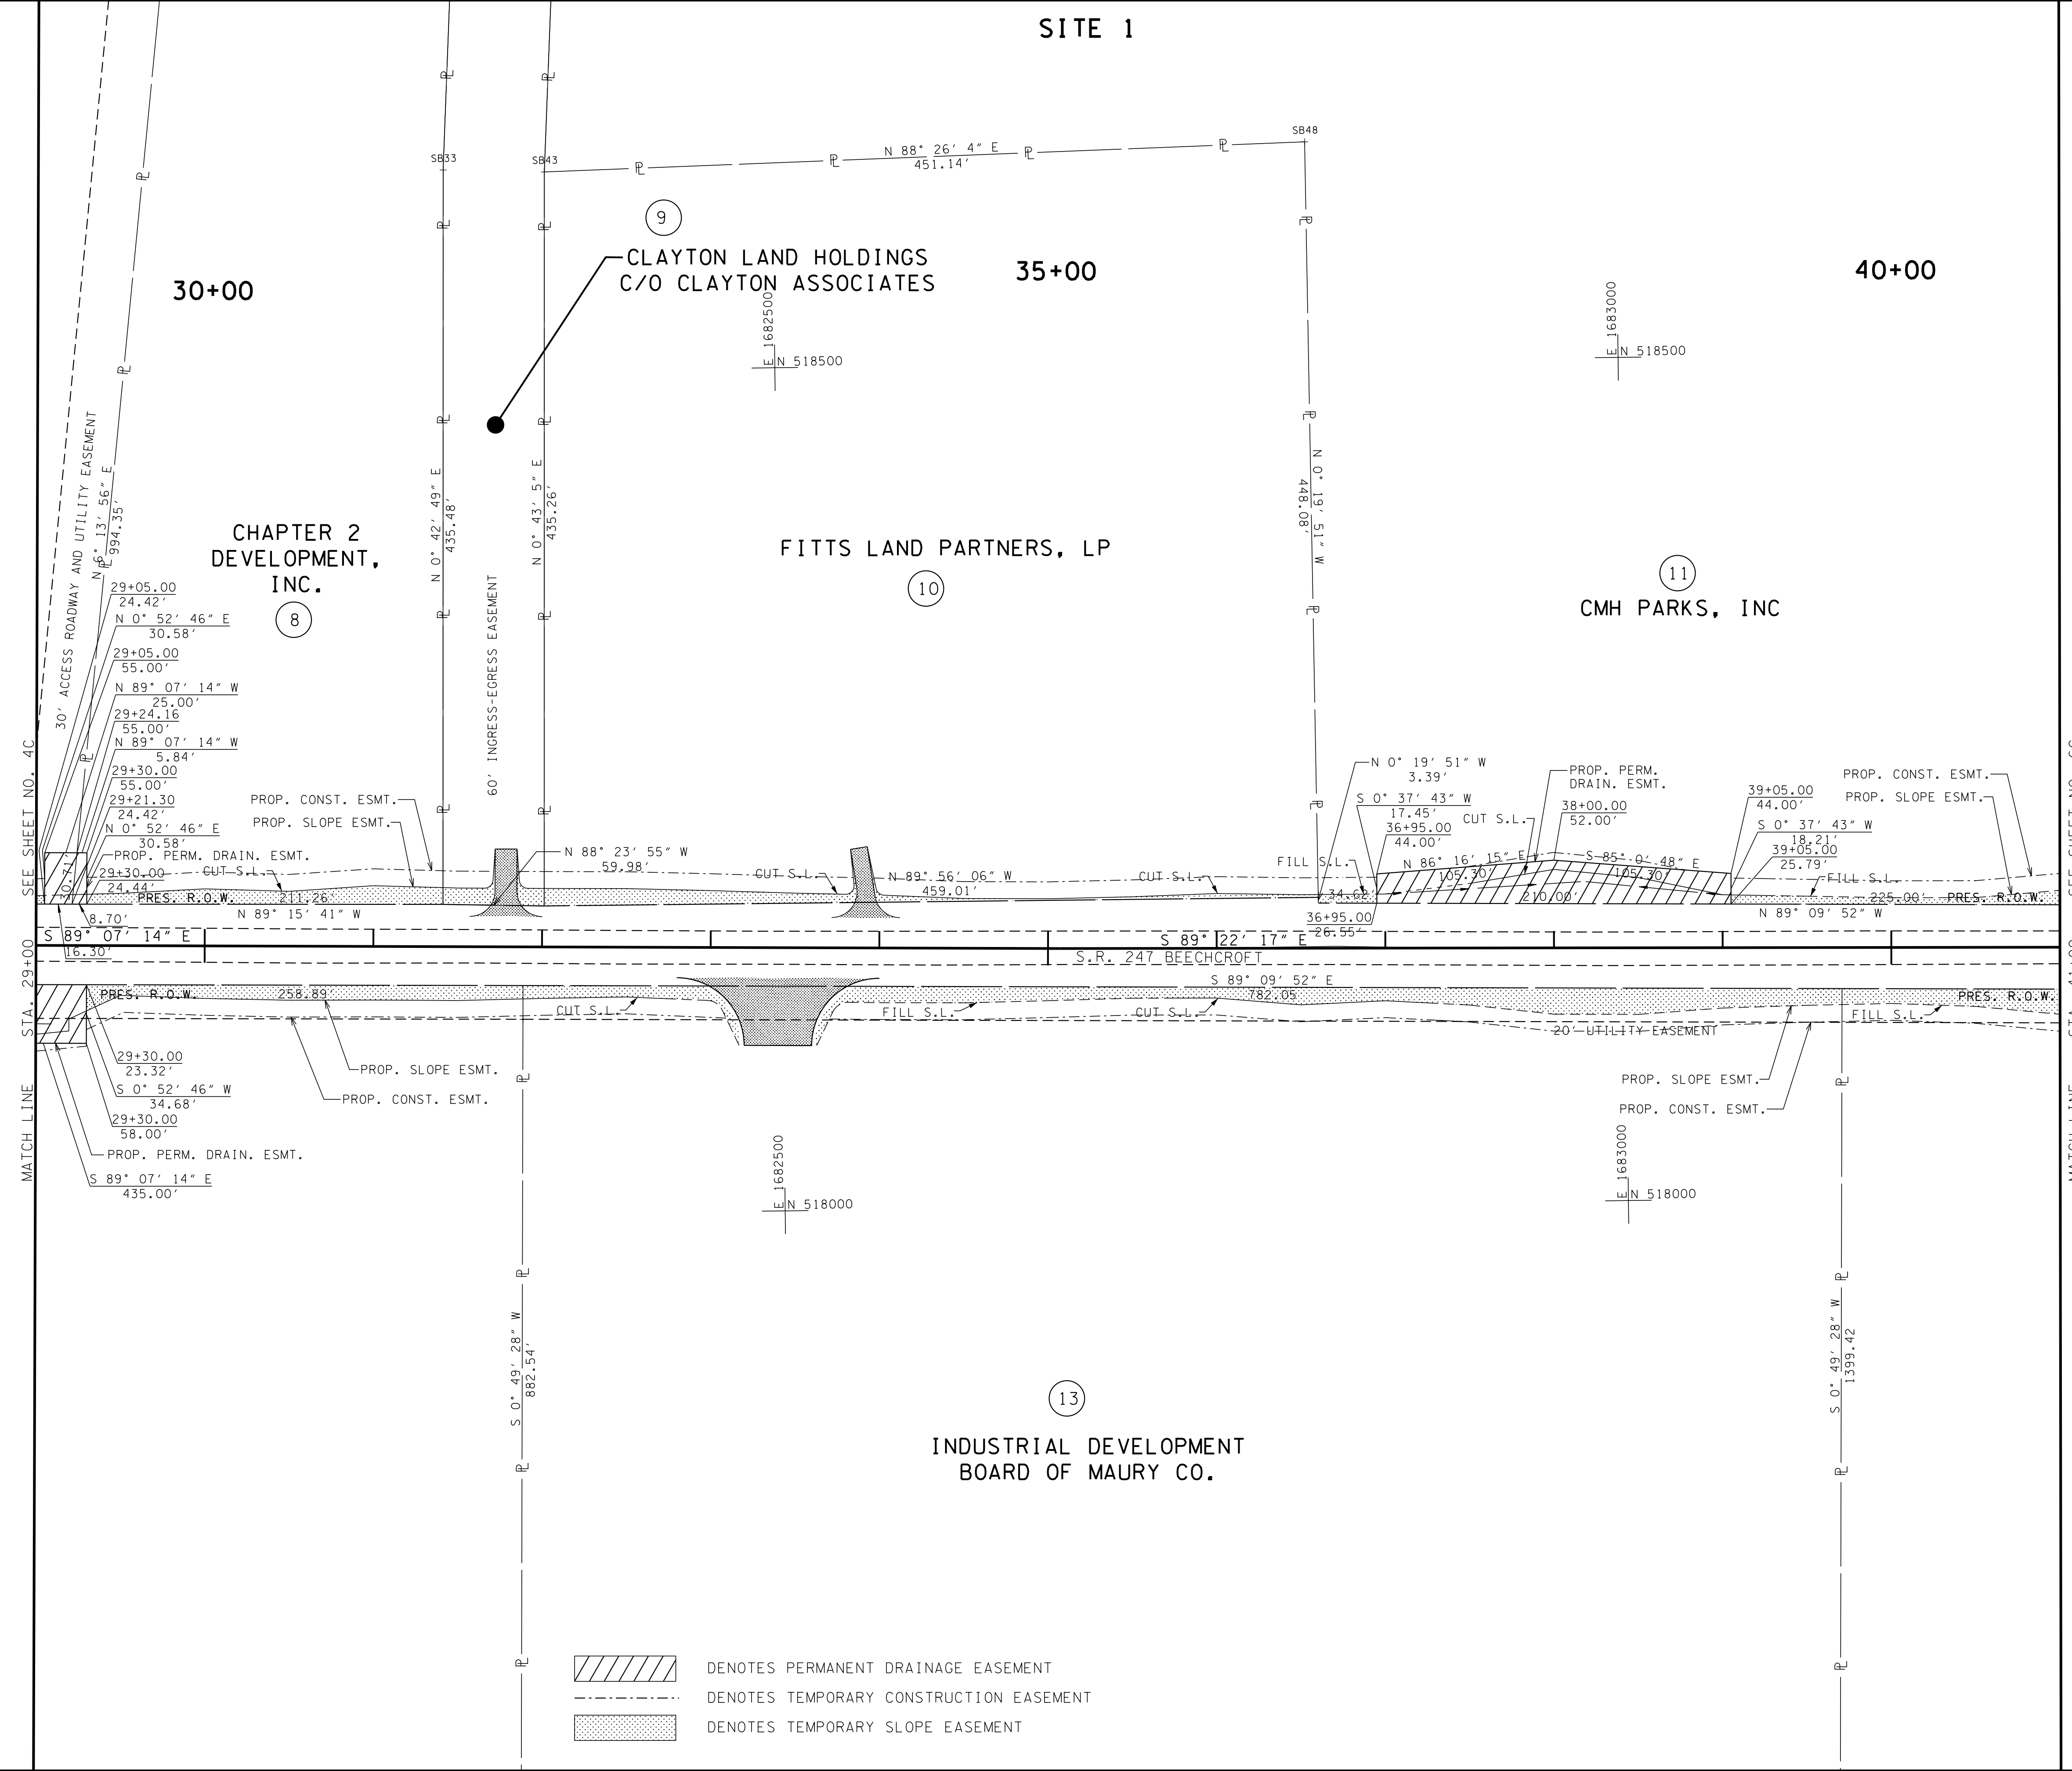 SITE 1
SB33
SB43
SB48
N 88° 26' 4" E
451.14'
9
CLAYTON LAND HOLDINGS
C/O CLAYTON ASSOCIATES
30+00
35+00
40+00
E 1682500
N 518500
E 1683000
N 518500
30' ACCESS ROADWAY AND UTILITY EASEMENT
N 6° 13' 56" E
994.35'
CHAPTER 2
DEVELOPMENT,
INC.
8
N 0° 42' 49" E
435.48'
60' INGRESS-EGRESS EASEMENT
N 0° 43' 5" E
435.26'
FITTS LAND PARTNERS, LP
10
N 0° 19' 51" W
448.08'
11
CMH PARKS, INC
29+05.00
24.42'
N 0° 52' 46" E
30.58'
29+05.00
55.00'
N 89° 07' 14" W
25.00'
29+24.16
55.00'
N 89° 07' 14" W
5.84'
29+30.00
55.00'
29+21.30
24.42'
N 0° 52' 46" E
30.58'
PROP. PERM. DRAIN. ESMT.
29+30.00
24.44'
30.71'
8.70'
16.30'
CUT S.L.
PROP. CONST. ESMT.
PROP. SLOPE ESMT.
PRES. R.O.W.
211.26'
N 89° 15' 41" W
N 88° 23' 55" W
59.98'
CUT S.L.
N 89° 56' 06" W
459.01'
CUT S.L.
FILL S.L.
N 0° 19' 51" W
3.39'
S 0° 37' 43" W
17.45'
36+95.00
44.00'
34.62'
36+95.00
26.55'
CUT S.L.
PROP. PERM.
DRAIN. ESMT.
38+00.00
52.00'
N 86° 16' 15" E
105.30'
S 85° 0' 48" E
105.30'
210.00'
39+05.00
44.00'
S 0° 37' 43" W
18.21'
39+05.00
25.79'
FILL S.L.
PROP. CONST. ESMT.
PROP. SLOPE ESMT.
225.00'
PRES. R.O.W.
N 89° 09' 52" W
S 89° 07' 14" E
S 89° 22' 17" E
S.R. 247 BEECHCROFT
S 89° 09' 52" E
782.05
PRES. R.O.W.
258.89'
CUT S.L.
FILL S.L.
CUT S.L.
20' UTILITY EASEMENT
FILL S.L.
PRES. R.O.W.
29+30.00
23.32'
S 0° 52' 46" W
34.68'
29+30.00
58.00'
PROP. PERM. DRAIN. ESMT.
S 89° 07' 14" E
435.00'
PROP. SLOPE ESMT.
PROP. CONST. ESMT.
PROP. SLOPE ESMT.
PROP. CONST. ESMT.
E 1682500
N 518000
E 1683000
N 518000
S 0° 49' 28" W
882.54'
S 0° 49' 28" W
1399.42
13
INDUSTRIAL DEVELOPMENT
BOARD OF MAURY CO.
DENOTES PERMANENT DRAINAGE EASEMENT
DENOTES TEMPORARY CONSTRUCTION EASEMENT
DENOTES TEMPORARY SLOPE EASEMENT
MATCH LINE STA. 29+00 SEE SHEET NO. 4C